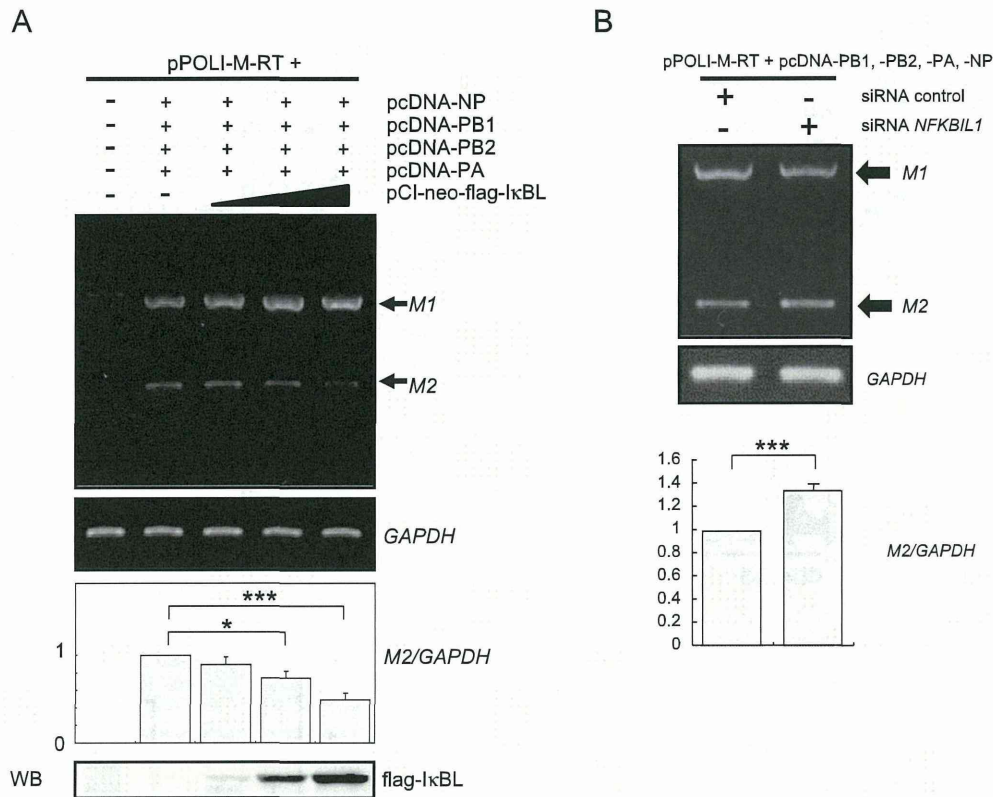 A
pPOLI-M-RT +
- + + + + pcDNA-NP
- + + + + pcDNA-PB1
- + + + + pcDNA-PB2
- + + + + pcDNA-PA
- - pCI-neo-flag-IκBL
M1
M2
GAPDH
***
*
1
0
M2/GAPDH
WB
flag-IκBL
B
pPOLI-M-RT + pcDNA-PB1, -PB2, -PA, -NP
+ - siRNA control
- + siRNA NFKBIL1
M1
M2
GAPDH
***
1.6
1.4
1.2
1
0.8
0.6
0.4
0.2
0
M2/GAPDH